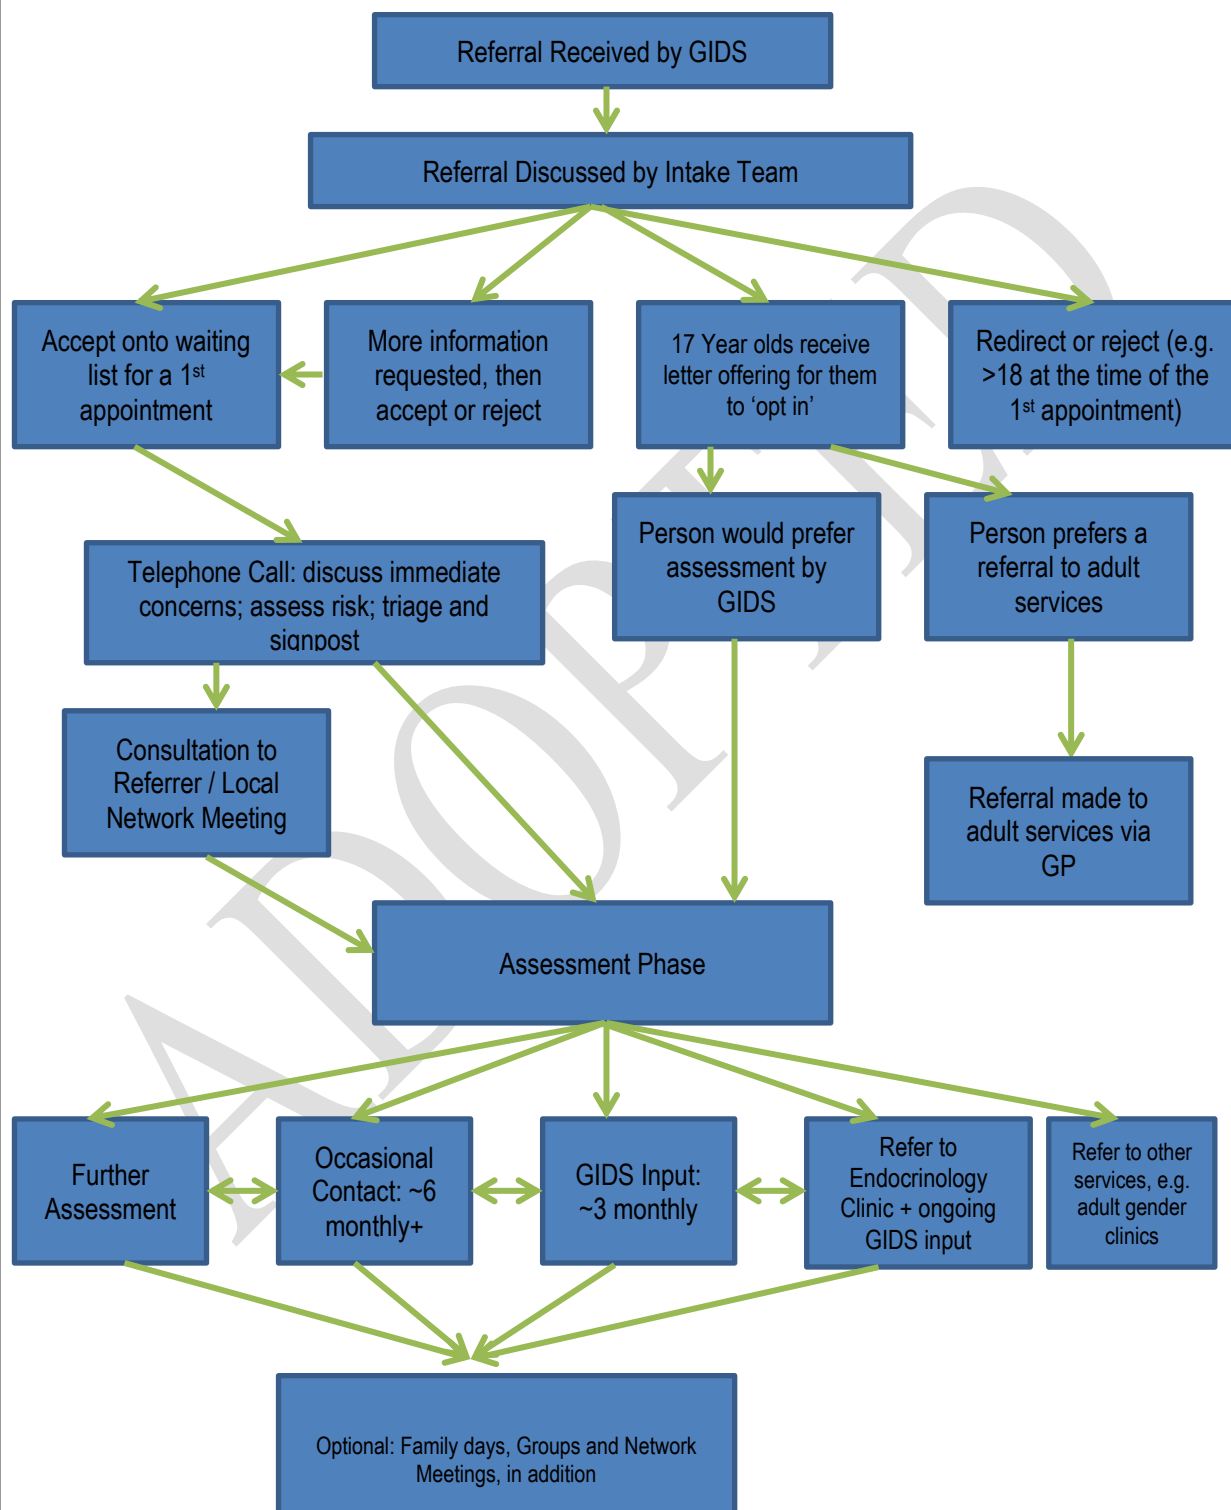 Referral Received by GIDS
Referral Discussed by Intake Team
Accept onto waiting
list for a 1st
appointment
More information
requested, then
accept or reject
17 Year olds receive
letter offering for them
to ‘opt in’
Redirect or reject (e.g.
>18 at the time of the
1st appointment)
Person would prefer
assessment by
GIDS
Person prefers a
referral to adult
services
Telephone Call: discuss immediate
concerns; assess risk; triage and
signpost
Consultation to
Referrer / Local
Network Meeting
Referral made to
adult services via
GP
Assessment Phase
Further
Assessment
Occasional
Contact: ~6
monthly+
GIDS Input:
~3 monthly
Refer to
Endocrinology
Clinic + ongoing
GIDS input
Refer to other
services, e.g.
adult gender
clinics
Optional: Family days, Groups and Network
Meetings, in addition
ADOPTED